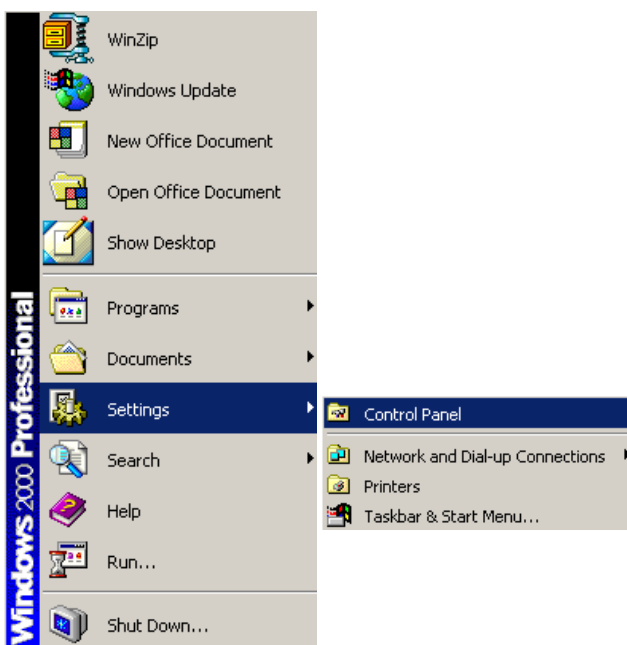 WinZip
Windows Update
New Office Document
Open Office Document
Show Desktop
Programs
Documents
Settings
Search
Help
Run...
Shut Down...
Windows 2000 Professional
Control Panel
Network and Dial-up Connections
Printers
Taskbar & Start Menu...